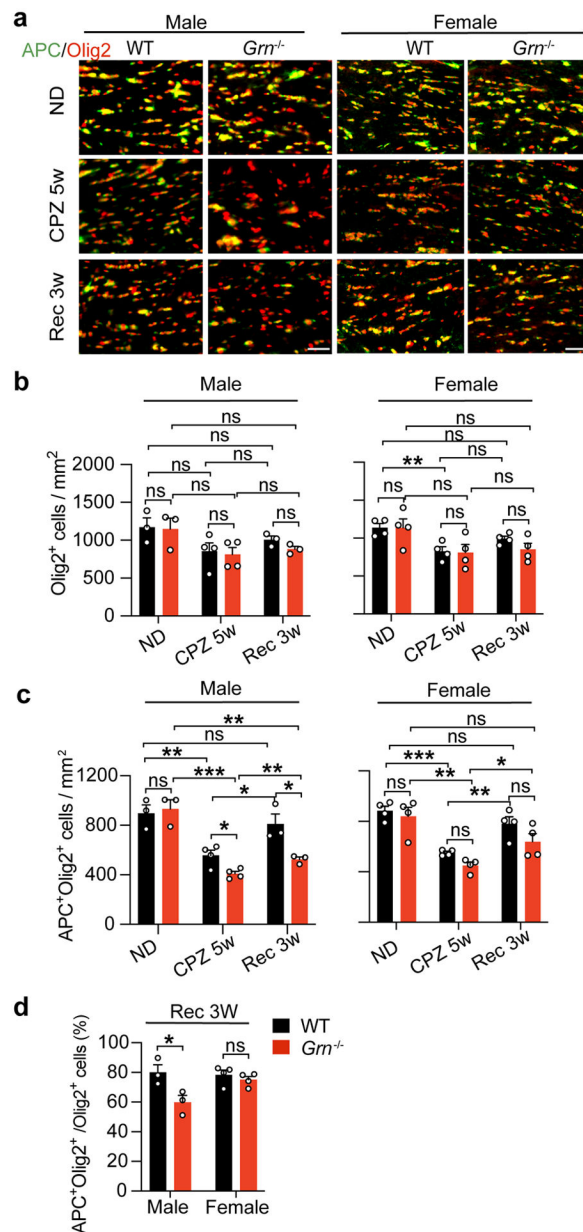 a
Male
Female
APC/Olig2
WT
Grn-/-
WT
Grn-/-
ND
CPZ 5w
Rec 3w
b
Male
Female
ns
ns
ns
ns
ns
ns
ns
ns
ns
ns
ns
**
ns
ns
ns
ns
ns
ns
2000
1500
1000
500
0
Olig2+ cells / mm2
ND
CPZ 5w
Rec 3w
ND
CPZ 5w
Rec 3w
c
Male
Female
**
ns
ns
ns
**
***
***
**
**
*
ns
*
*
*
ns
**
ns
ns
1200
800
400
0
APC+Olig2+ cells / mm2
ND
CPZ 5w
Rec 3w
ND
CPZ 5w
Rec 3w
d
Rec 3W
WT
Grn-/-
*
ns
100
80
60
40
20
0
APC+Olig2+ /Olig2+ cells (%)
Male
Female